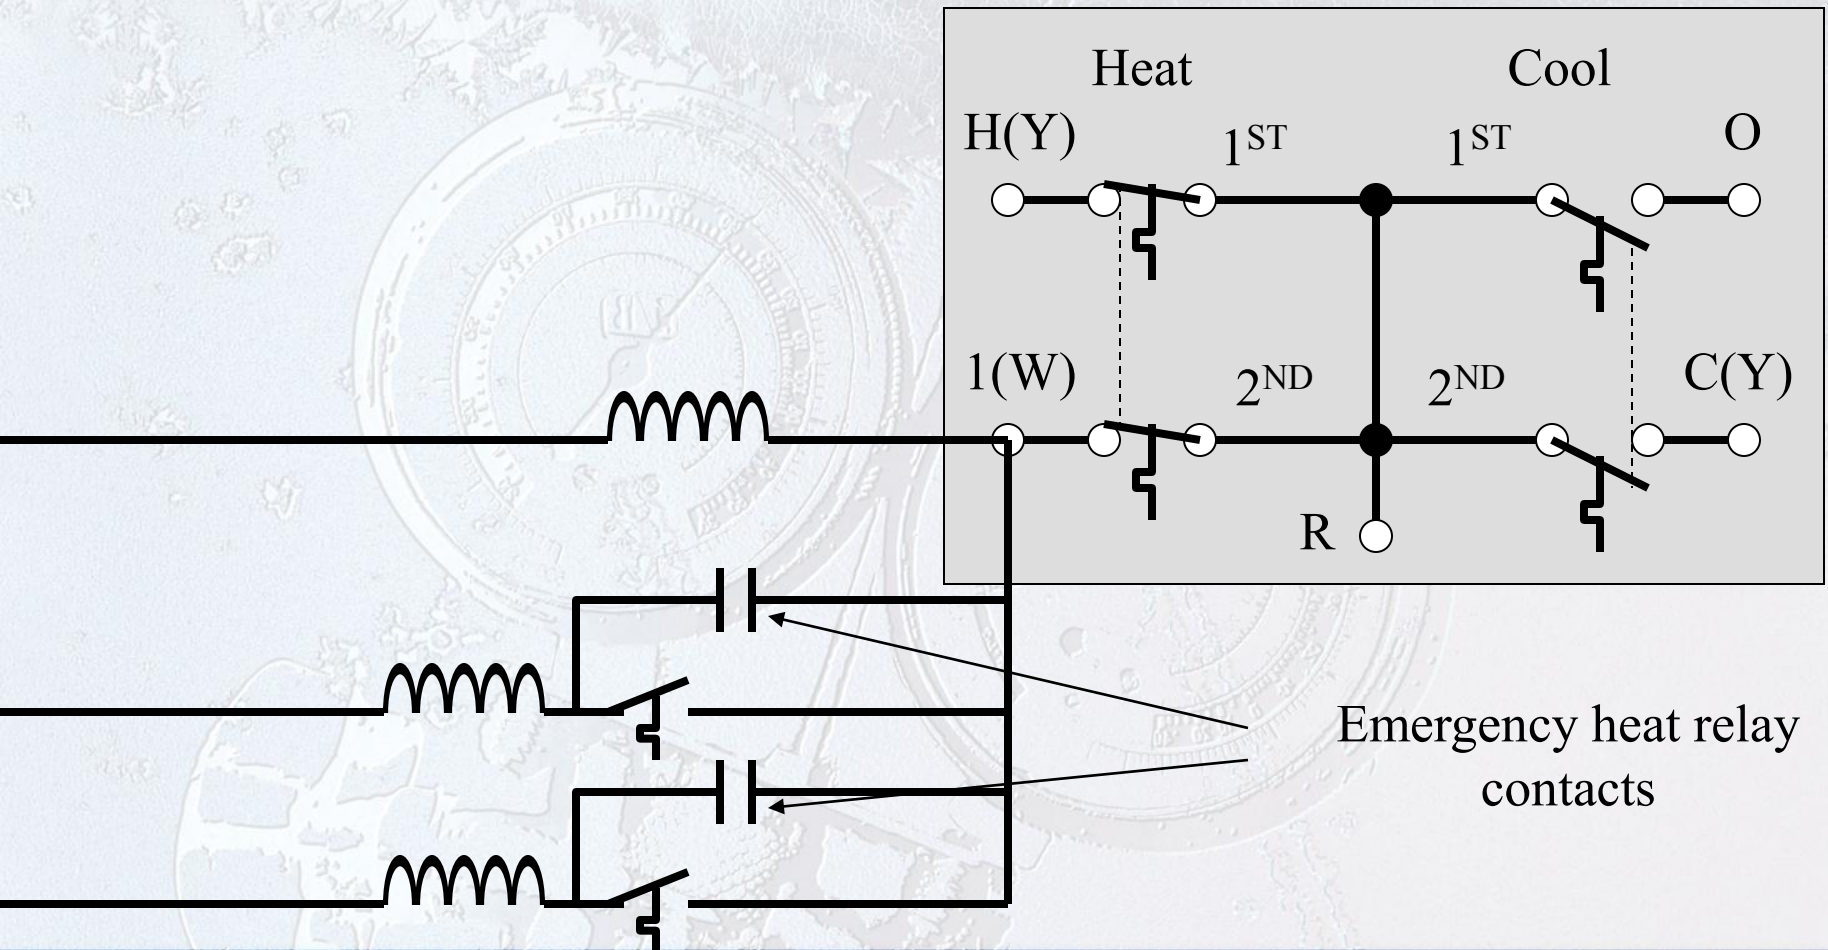 Heat Cool
H(Y) 1ST 1ST O
1(W) 2ND 2ND C(Y)
R
Emergency heat relay
contacts